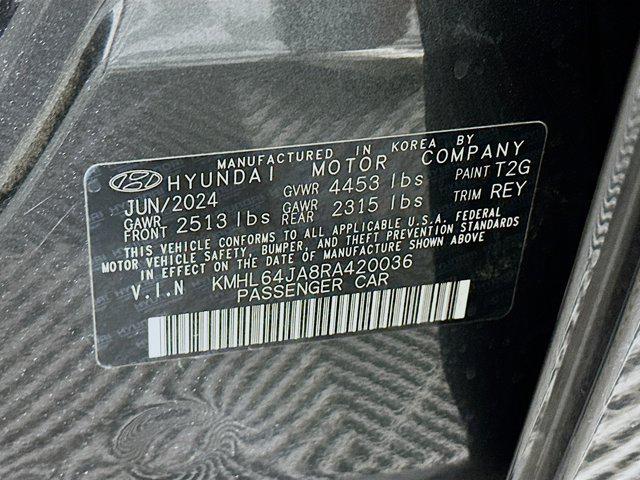 MANUFACTURED IN KOREA BY
HYUNDAI MOTOR COMPANY
JUN/2024 GVWR 4453 lbs PAINT T2G
GAWR FRONT 2513 lbs GAWR REAR 2315 lbs TRIM REY
THIS VEHICLE CONFORMS TO ALL APPLICABLE U.S.A. FEDERAL
MOTOR VEHICLE SAFETY, BUMPER, AND THEFT PREVENTION STANDARDS
IN EFFECT ON THE DATE OF MANUFACTURE SHOWN ABOVE
V.I.N KMHL64JA8RA420036
PASSENGER CAR